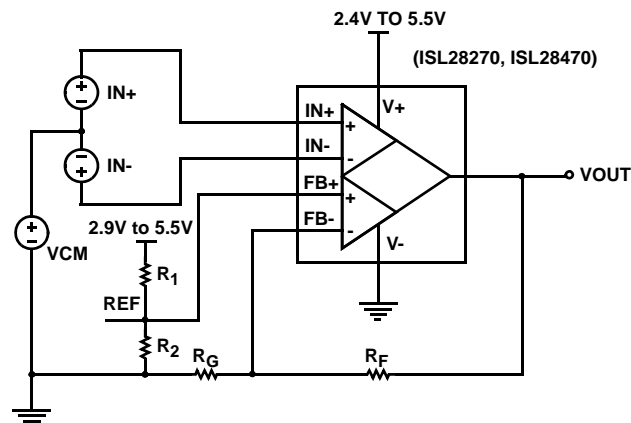 2.4V TO 5.5V
(ISL28270, ISL28470)
IN+
IN+
V+
+
-
IN-
+
-
IN-
-
+
FB+
+
VOUT
2.9V to 5.5V
FB-
-
+
-
VCM
V-
R1
REF
R2
RG
RF